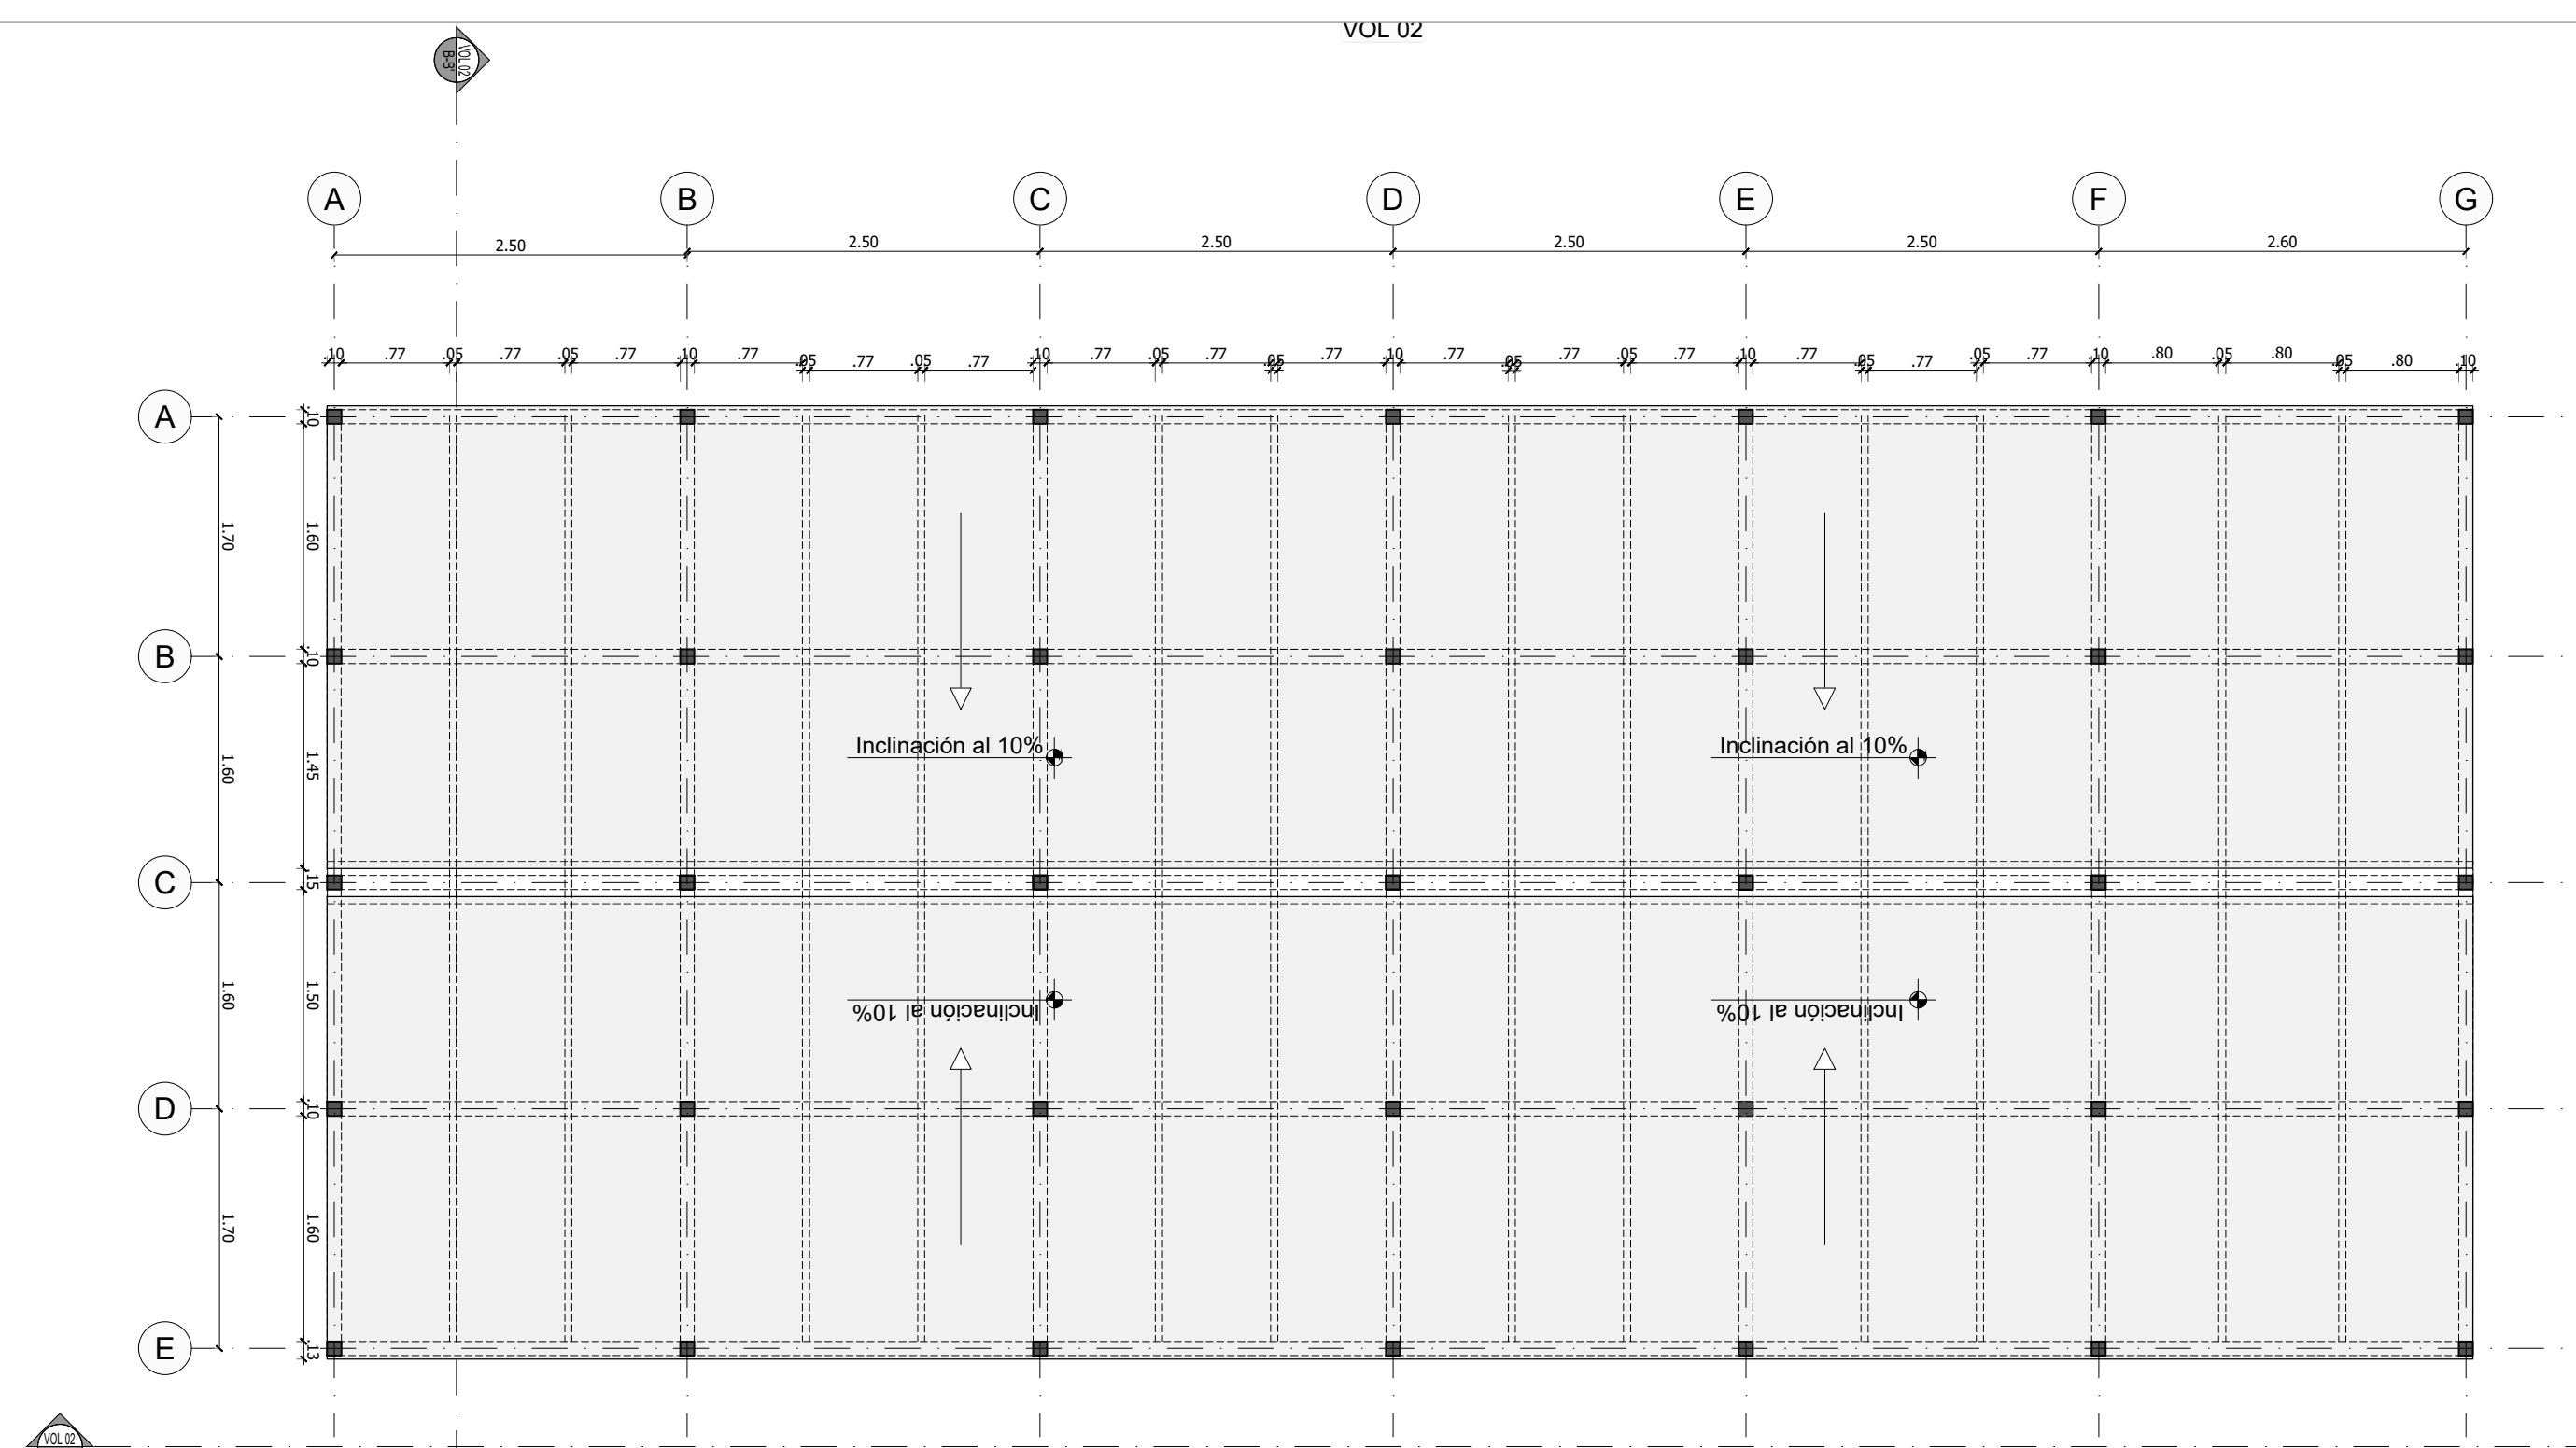 VOL 02
VOL 02
B-B'
A B C D E F G
2.50 2.50 2.50 2.50 2.50 2.60
.10 .77 .05 .77 .05 .77 .10 .77 .05 .77 .05 .77 .10 .77 .05 .77 .05 .77 .10 .77 .05 .77 .05 .77 .10 .77 .05 .77 .05 .77 .10 .80 .05 .80 .05 .80 .10
A
.10
1.70 1.60
B
.10
Inclinación al 10% Inclinación al 10%
1.60 1.45
C
.15
1.60 1.50
Inclinación al 10% Inclinación al 10%
D
.10
1.70 1.60
E
.13
VOL 02